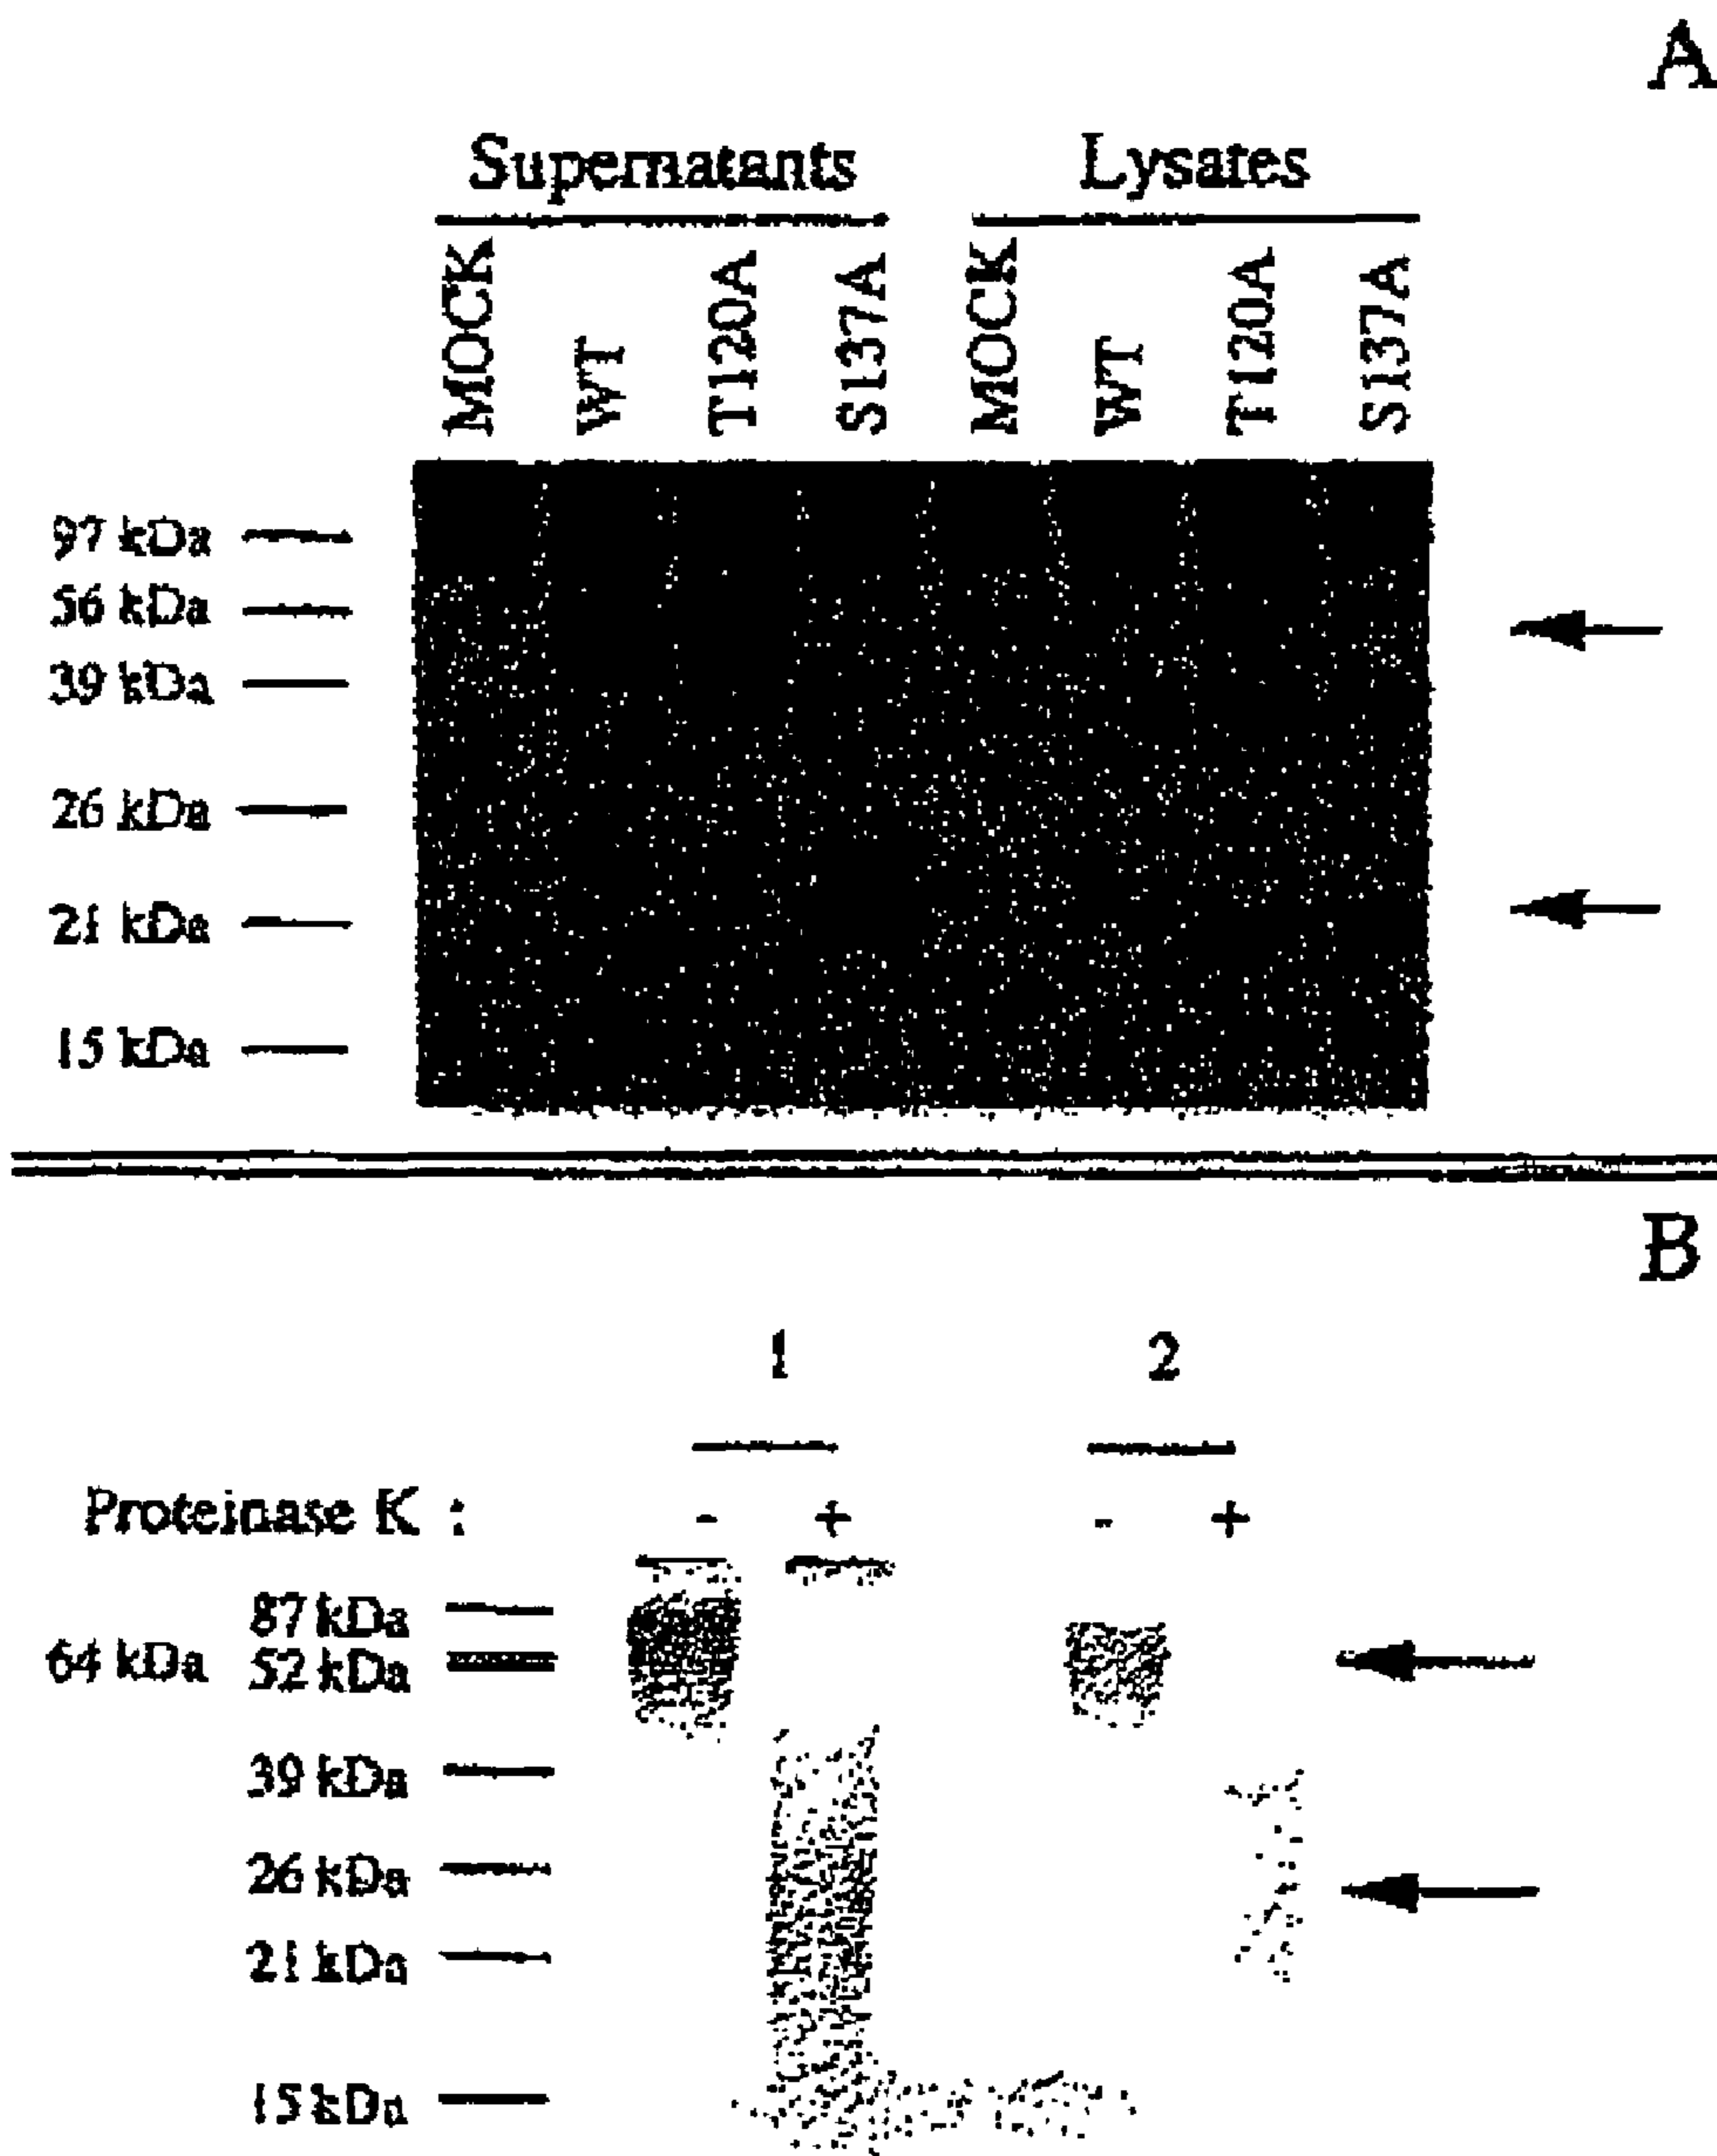 A
Supernatants Lysates
MOCK WT T120A S137A MOCK WT T120A S137A
97 kDa
56 kDa
39 kDa
26 kDa
21 kDa
15 kDa
B
1 2
Proteinase K : - + - +
87 kDa
64 kDa 52 kDa
39 kDa
26 kDa
21 kDa
15 kDa